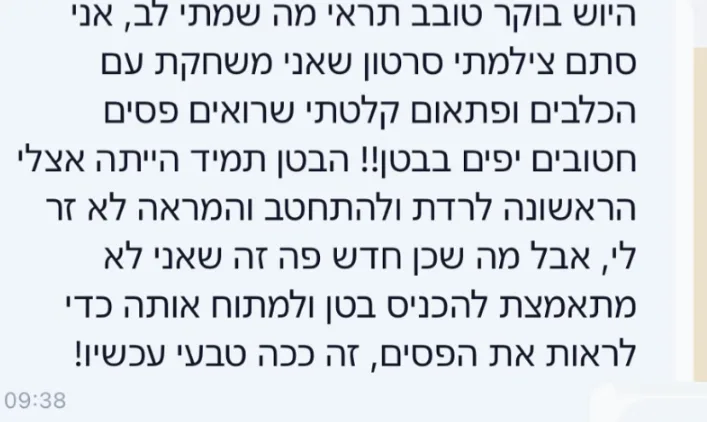 היוש בוקר טובב תראי מה שמתי לב, אני
סתם צילמתי סרטון שאני משחקת עם
הכלבים ופתאום קלטתי שרואים פסים
חטובים יפים בבטן!! הבטן תמיד הייתה אצלי
הראשונה לרדת ולהתחטב והמראה לא זר
לי, אבל מה שכן חדש פה זה שאני לא
מתאמצת להכניס בטן ולמתוח אותה כדי
לראות את הפסים, זה ככה טבעי עכשיו!
09:38